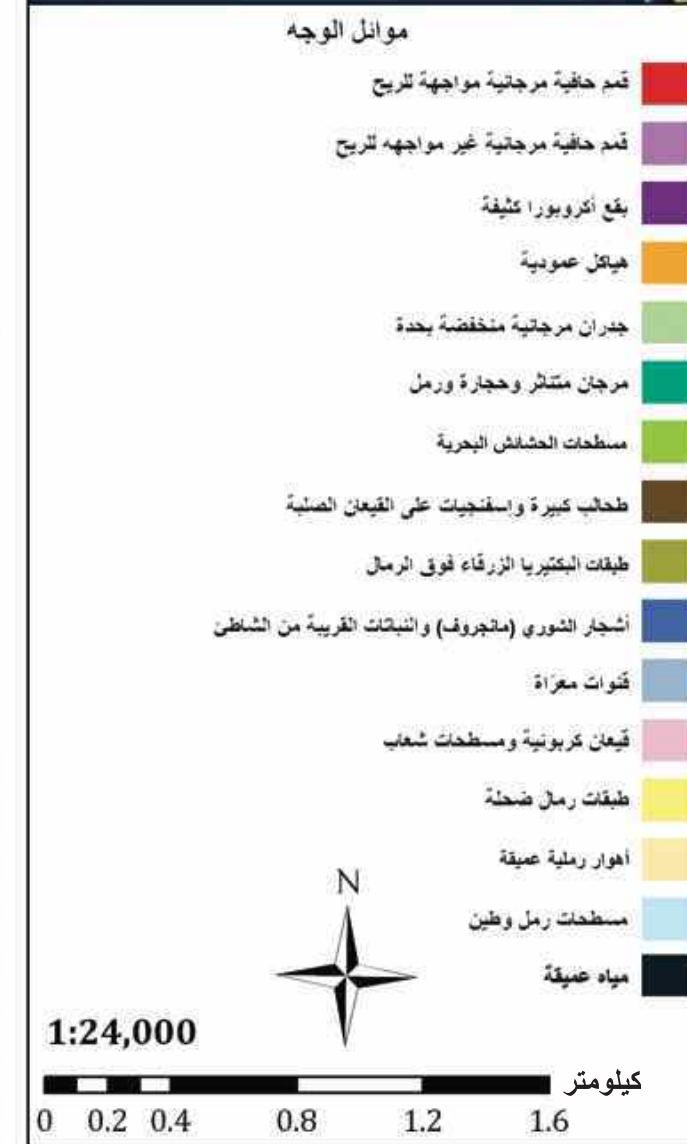 موائل الوجه
قمم حافية مرجانية مواجهة للريح
قمم حافية مرجانية غير مواجهه للريح
بقع أكروبورا كثيفة
هياكل عمودية
جدران مرجانية منخفضة بحدة
مرجان متناثر وحجارة ورمل
مسطحات الحشائش البحرية
طحالب كبيرة واسفنجيات على القيعان الصلبة
طبقات البكتيريا الزرقاء فوق الرمال
أشجار الشوري (مانجروف) والنباتات القريبة من الشاطئ
قنوات معرّاة
قيعان كربونية ومسطحات شعاب
طبقات رمال ضحلة
أهوار رملية عميقة
مسطحات رمل وطين
مياه عميقة
N
1:24,000
كيلومتر
0 0.2 0.4 0.8 1.2 1.6